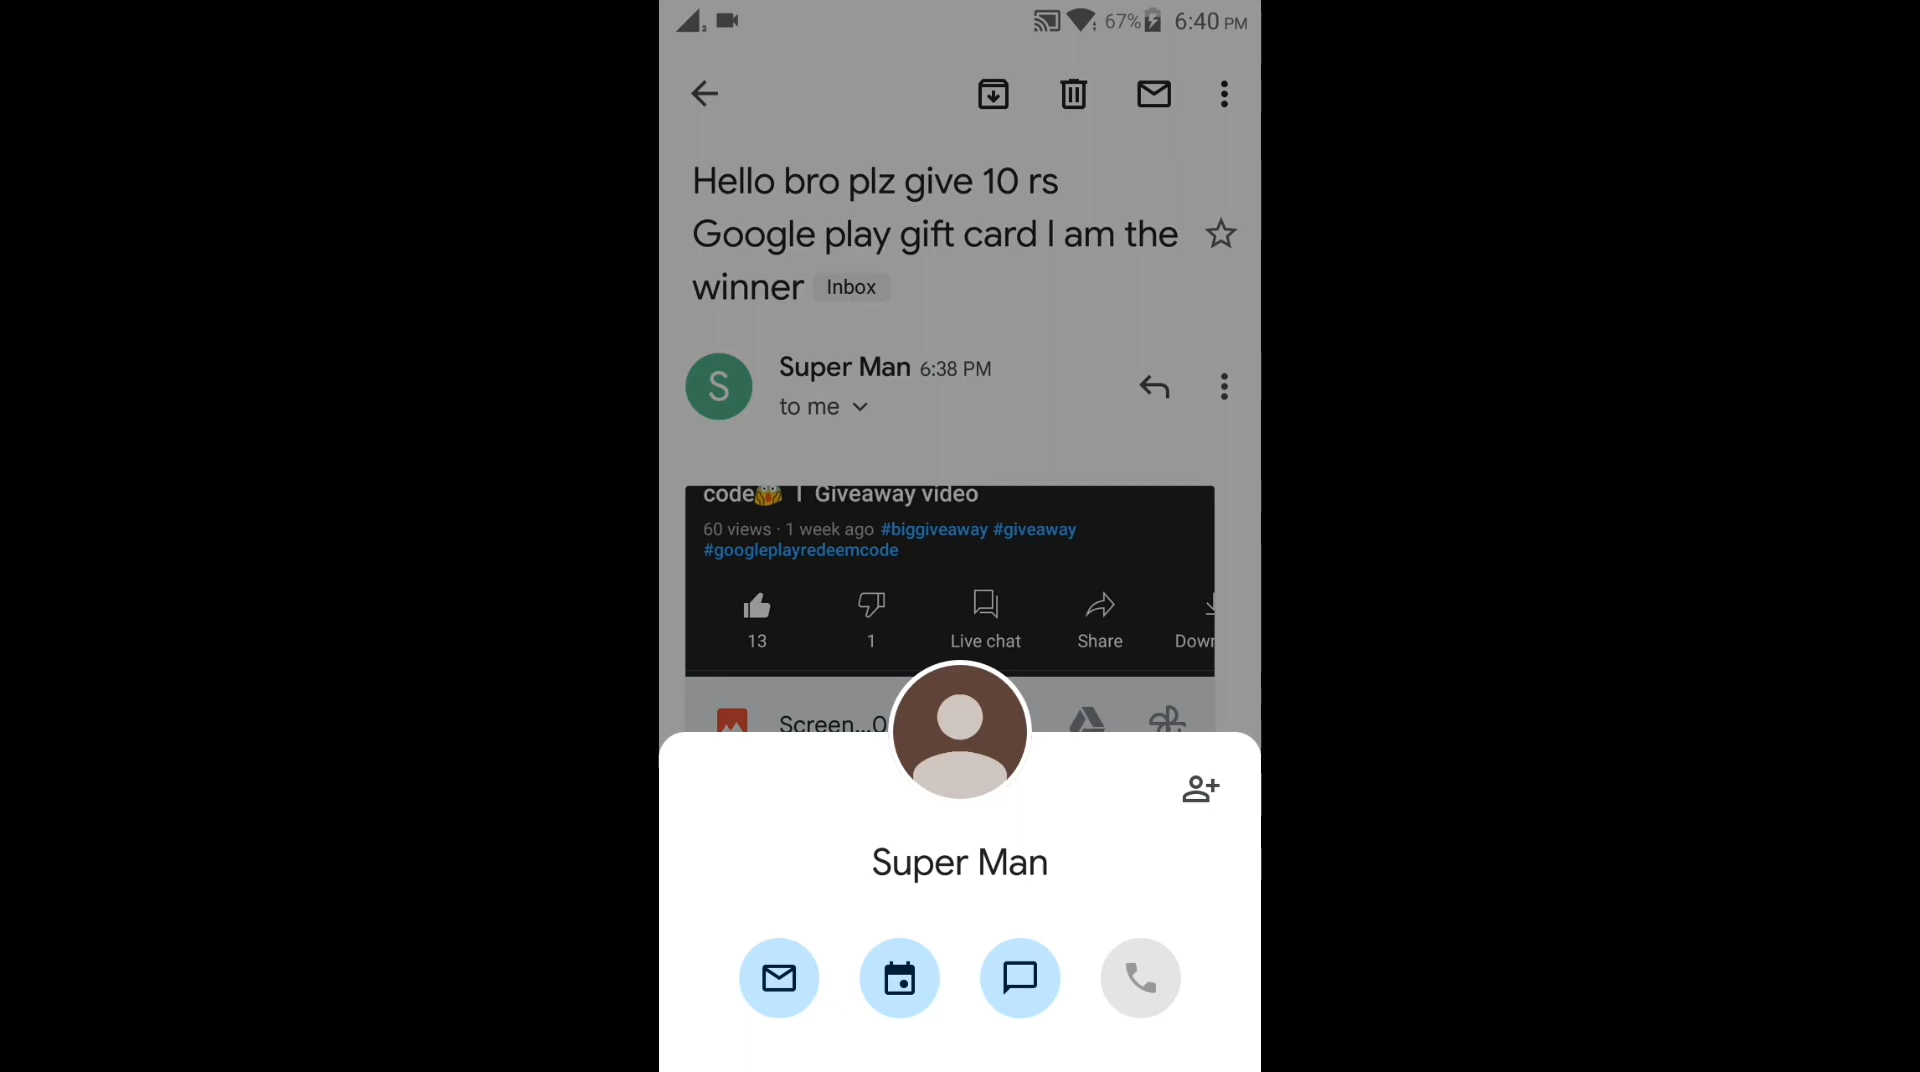 2 67% 6:40 PM
Hello bro plz give 10 rs
Google play gift card I am the
winner Inbox
S Super Man 6:38 PM
to me
code😱 | Giveaway video
60 views · 1 week ago #biggiveaway #giveaway
#googleplayredeemcode
13 1 Live chat Share Down
Screen...0
Super Man